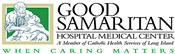 GOOD
SAMARITAN
HOSPITAL MEDICAL CENTER
A Member of Catholic Health Services of Long Island
WHEN CARING MATTERS